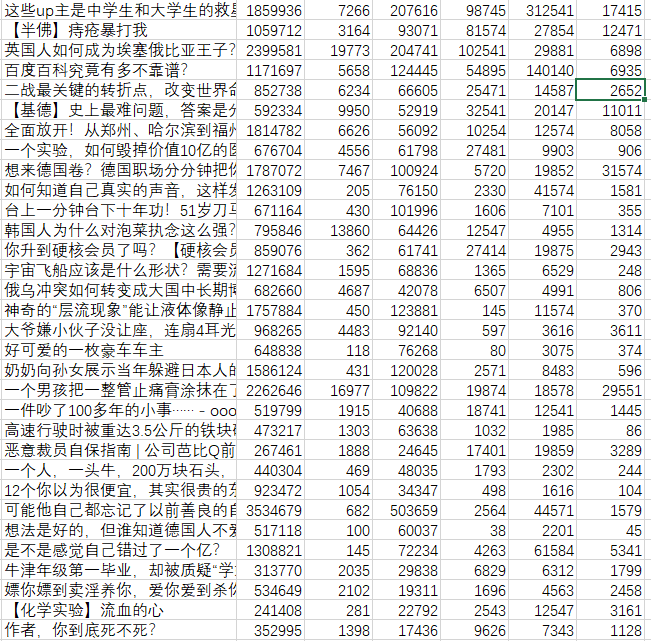 这些up主是中学生和大学生的救星 1859936 7266 207616 98745 312541 17415
【半佛】痔疮暴打我 1059712 3164 93071 81574 27854 12471
英国人如何成为埃塞俄比亚王子? 2399581 19773 204741 102541 29881 6898
百度百科究竟有多不靠谱? 1171697 5658 124445 54895 140140 6935
二战最关键的转折点，改变世界命 852738 6234 66605 25471 14587 2652
【基德】史上最难问题，答案是分 592334 9950 52919 32541 20147 11011
全面放开！从郑州、哈尔滨到福州 1814782 6626 56092 10254 12574 8058
一个实验，如何毁掉价值10亿的医 676704 4556 61798 27481 9903 906
想来德国卷？德国职场分分钟把你 1787072 7467 100924 5720 19852 31574
如何知道自己真实的声音，这样发 1263109 205 76150 2330 41574 1581
台上一分钟台下十年功！51岁刀马 671164 430 101996 1606 7101 355
韩国人为什么对泡菜执念这么强? 795846 13860 64426 12547 4955 1314
你升到硬核会员了吗？【硬核会员 859076 362 61741 27414 19875 2943
宇宙飞船应该是什么形状？需要流 1271684 1595 68836 1365 6529 248
俄乌冲突如何转变成大国中长期博 682660 4687 42078 6507 4991 806
神奇的“层流现象”能让液体像静止 1757884 450 123881 145 11574 370
大爷嫌小伙子没让座，连扇4耳光 968265 4483 92140 597 3616 3611
好可爱的一枚豪车车主 648838 118 76268 80 3075 374
奶奶向孙女展示当年躲避日本人的 1586124 431 120028 2571 8483 596
一个男孩把一整管止痛膏涂抹在了 2262646 16977 109822 19874 18578 29551
一件吵了100多年的小事⋯⋯ - ooo 519799 1915 40688 18741 12541 1445
高速行驶时被重达3.5公斤的铁块砸 473217 1303 63638 1032 1985 86
恶意裁员自保指南 | 公司芭比Q前 267461 1888 24645 17401 19859 3289
一个人，一头牛，200万块石头， 440304 469 48035 1793 2302 244
12个你以为很便宜，其实很贵的东 923472 1054 34347 498 1616 104
可能他自己都忘记了以前善良的自 3534679 682 503659 2564 44571 1579
想法是好的，但谁知道德国人不爱 517118 100 60037 38 2201 45
是不是感觉自己错过了一个亿? 1308821 145 72234 4263 61584 5341
牛津年级第一毕业，却被质疑“学 313770 2035 29838 6829 6312 1799
嫖你嫖到卖淫养你，爱你爱到杀你 534649 2102 19311 1696 4563 2458
【化学实验】流血的心 241408 281 22792 2543 12547 3161
作者，你到底死不死? 352995 1398 17436 9626 7343 1128